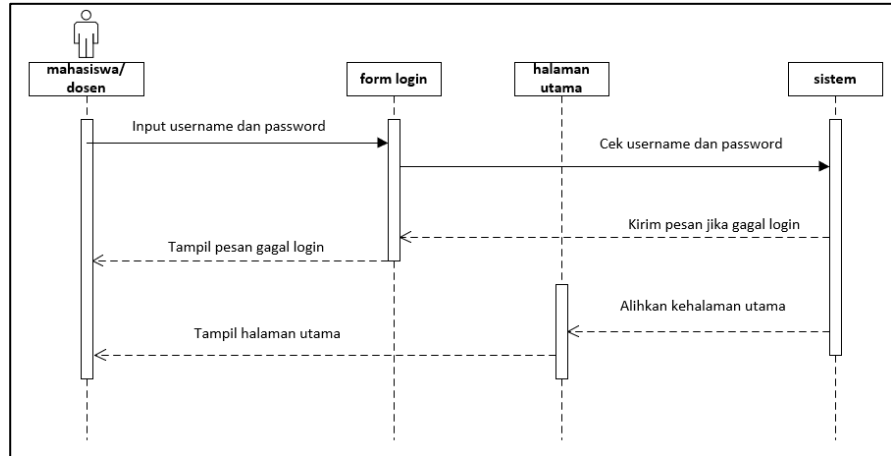 mahasiswa/
dosen
form login
halaman
utama
sistem
Input username dan password
Cek username dan password
Kirim pesan jika gagal login
Tampil pesan gagal login
Alihkan kehalaman utama
Tampil halaman utama